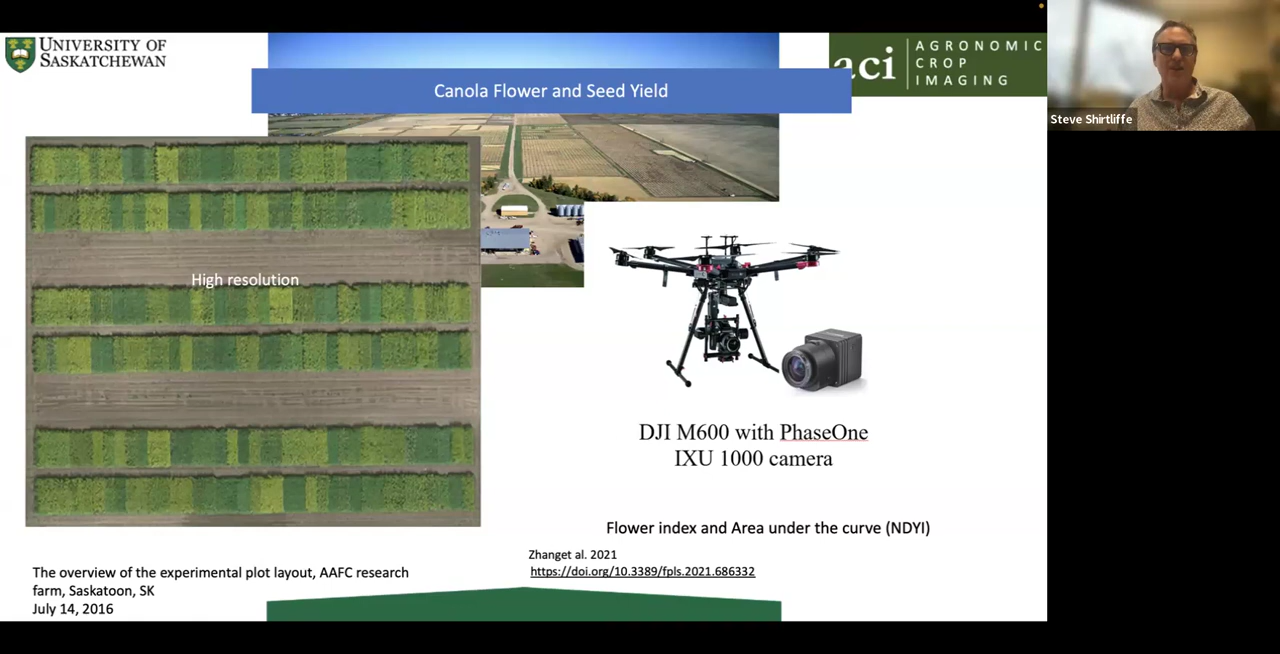 UNIVERSITY OF
SASKATCHEWAN
Canola Flower and Seed Yield
aci
AGRONOMIC
CROP
IMAGING
Steve Shirtliffe
High resolution
DJI M600 with PhaseOne
IXU 1000 camera
Flower index and Area under the curve (NDYI)
Zhanget al. 2021
https://doi.org/10.3389/fpls.2021.686332
The overview of the experimental plot layout, AAFC research
farm, Saskatoon, SK
July 14, 2016